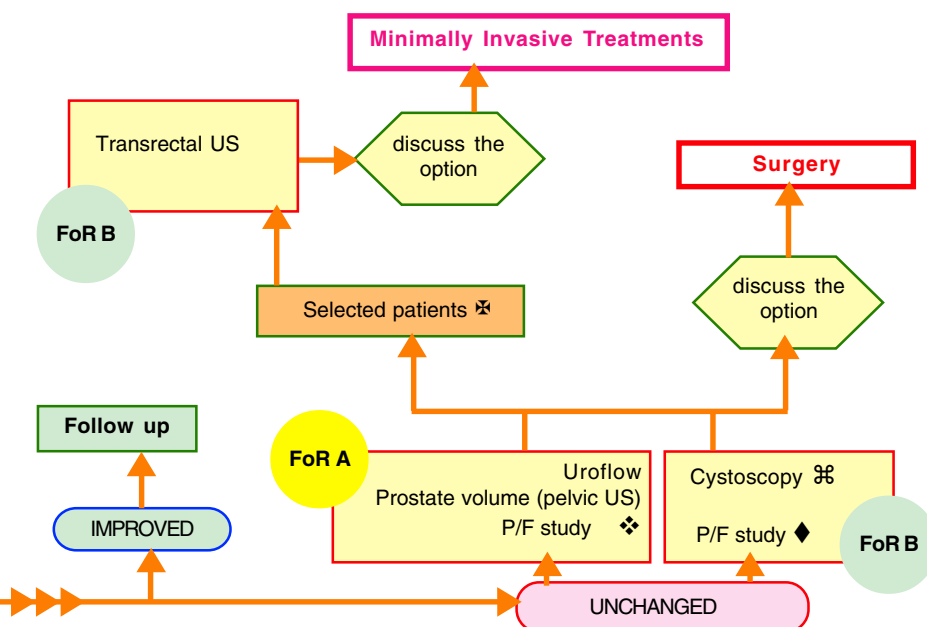 Minimally Invasive Treatments
Transrectal US
discuss the
option
Surgery
FoR B
Selected patients ✠
discuss the
option
Follow up
FoR A
Uroflow
Prostate volume (pelvic US)
P/F study ❖
Cystoscopy ⌘
P/F study ♦
FoR B
IMPROVED
UNCHANGED